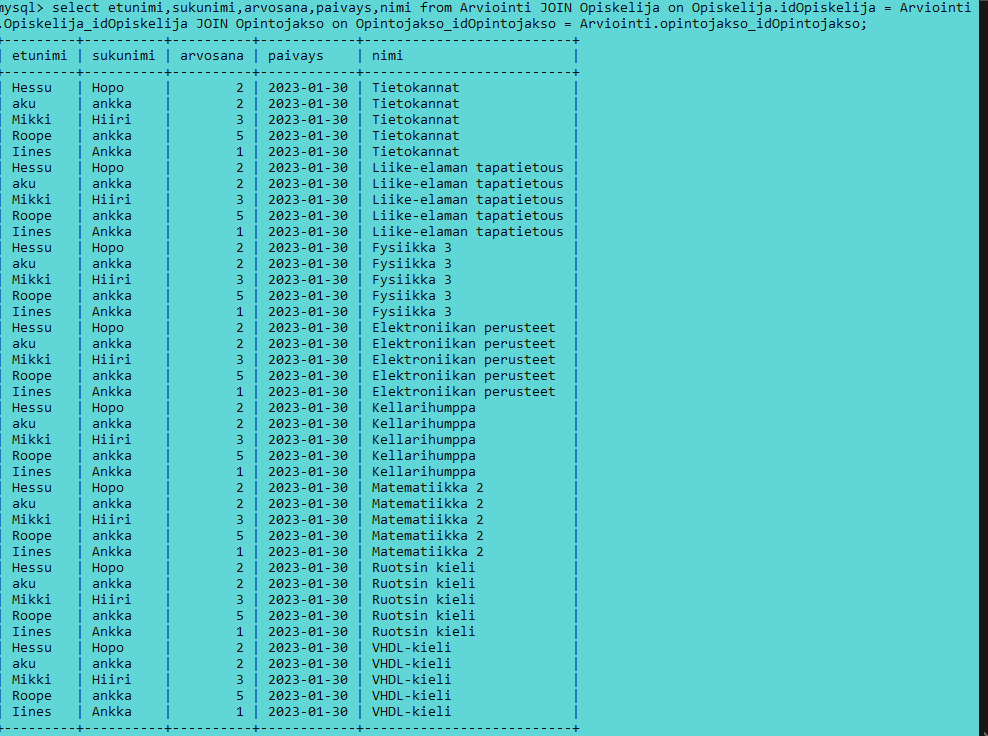 mysql> select etunimi,sukunimi,arvosana,paivays,nimi from Arviointi JOIN Opiskelija on Opiskelija.idOpiskelija = Arviointi
.Opiskelija_idOpiskelija JOIN Opintojakso on Opintojakso_idOpintojakso = Arviointi.opintojakso_idOpintojakso;
+---------+----------+----------+------------+--------------------------+
| etunimi | sukunimi | arvosana | paivays    | nimi                     |
+---------+----------+----------+------------+--------------------------+
| Hessu   | Hopo     |        2 | 2023-01-30 | Tietokannat              |
| aku     | ankka    |        2 | 2023-01-30 | Tietokannat              |
| Mikki   | Hiiri    |        3 | 2023-01-30 | Tietokannat              |
| Roope   | ankka    |        5 | 2023-01-30 | Tietokannat              |
| Iines   | Ankka    |        1 | 2023-01-30 | Tietokannat              |
| Hessu   | Hopo     |        2 | 2023-01-30 | Liike-elaman tapatietous |
| aku     | ankka    |        2 | 2023-01-30 | Liike-elaman tapatietous |
| Mikki   | Hiiri    |        3 | 2023-01-30 | Liike-elaman tapatietous |
| Roope   | ankka    |        5 | 2023-01-30 | Liike-elaman tapatietous |
| Iines   | Ankka    |        1 | 2023-01-30 | Liike-elaman tapatietous |
| Hessu   | Hopo     |        2 | 2023-01-30 | Fysiikka 3               |
| aku     | ankka    |        2 | 2023-01-30 | Fysiikka 3               |
| Mikki   | Hiiri    |        3 | 2023-01-30 | Fysiikka 3               |
| Roope   | ankka    |        5 | 2023-01-30 | Fysiikka 3               |
| Iines   | Ankka    |        1 | 2023-01-30 | Fysiikka 3               |
| Hessu   | Hopo     |        2 | 2023-01-30 | Elektroniikan perusteet  |
| aku     | ankka    |        2 | 2023-01-30 | Elektroniikan perusteet  |
| Mikki   | Hiiri    |        3 | 2023-01-30 | Elektroniikan perusteet  |
| Roope   | ankka    |        5 | 2023-01-30 | Elektroniikan perusteet  |
| Iines   | Ankka    |        1 | 2023-01-30 | Elektroniikan perusteet  |
| Hessu   | Hopo     |        2 | 2023-01-30 | Kellarihumppa            |
| aku     | ankka    |        2 | 2023-01-30 | Kellarihumppa            |
| Mikki   | Hiiri    |        3 | 2023-01-30 | Kellarihumppa            |
| Roope   | ankka    |        5 | 2023-01-30 | Kellarihumppa            |
| Iines   | Ankka    |        1 | 2023-01-30 | Kellarihumppa            |
| Hessu   | Hopo     |        2 | 2023-01-30 | Matematiikka 2           |
| aku     | ankka    |        2 | 2023-01-30 | Matematiikka 2           |
| Mikki   | Hiiri    |        3 | 2023-01-30 | Matematiikka 2           |
| Roope   | ankka    |        5 | 2023-01-30 | Matematiikka 2           |
| Iines   | Ankka    |        1 | 2023-01-30 | Matematiikka 2           |
| Hessu   | Hopo     |        2 | 2023-01-30 | Ruotsin kieli            |
| aku     | ankka    |        2 | 2023-01-30 | Ruotsin kieli            |
| Mikki   | Hiiri    |        3 | 2023-01-30 | Ruotsin kieli            |
| Roope   | ankka    |        5 | 2023-01-30 | Ruotsin kieli            |
| Iines   | Ankka    |        1 | 2023-01-30 | Ruotsin kieli            |
| Hessu   | Hopo     |        2 | 2023-01-30 | VHDL-kieli               |
| aku     | ankka    |        2 | 2023-01-30 | VHDL-kieli               |
| Mikki   | Hiiri    |        3 | 2023-01-30 | VHDL-kieli               |
| Roope   | ankka    |        5 | 2023-01-30 | VHDL-kieli               |
| Iines   | Ankka    |        1 | 2023-01-30 | VHDL-kieli               |
+---------+----------+----------+------------+--------------------------+